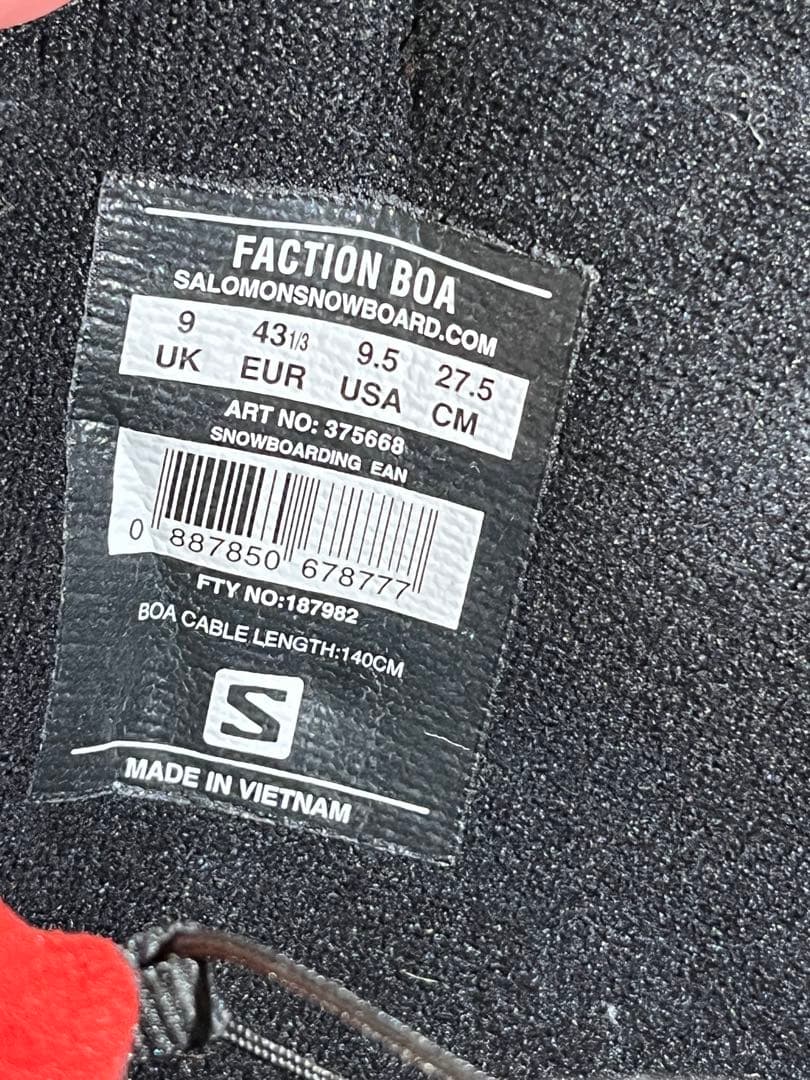 FACTION BOA
SALOMONSNOWBOARD.COM
9 43 1/3 9.5 27.5
UK EUR USA CM
ART NO: 375668
SNOWBOARDING EAN
0 887850 678777
FTY NO:187982
BOA CABLE LENGTH:140CM
S
MADE IN VIETNAM